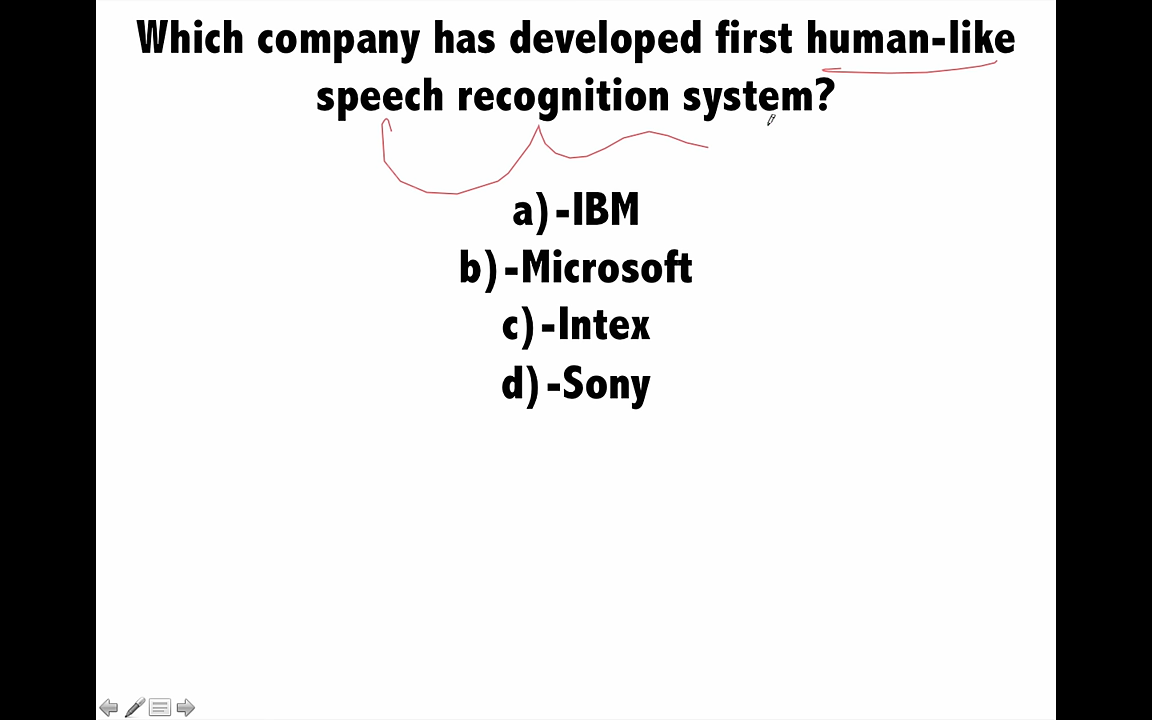 Which company has developed first human-like
speech recognition system?
a)-IBM
b)-Microsoft
c)-Intex
d)-Sony